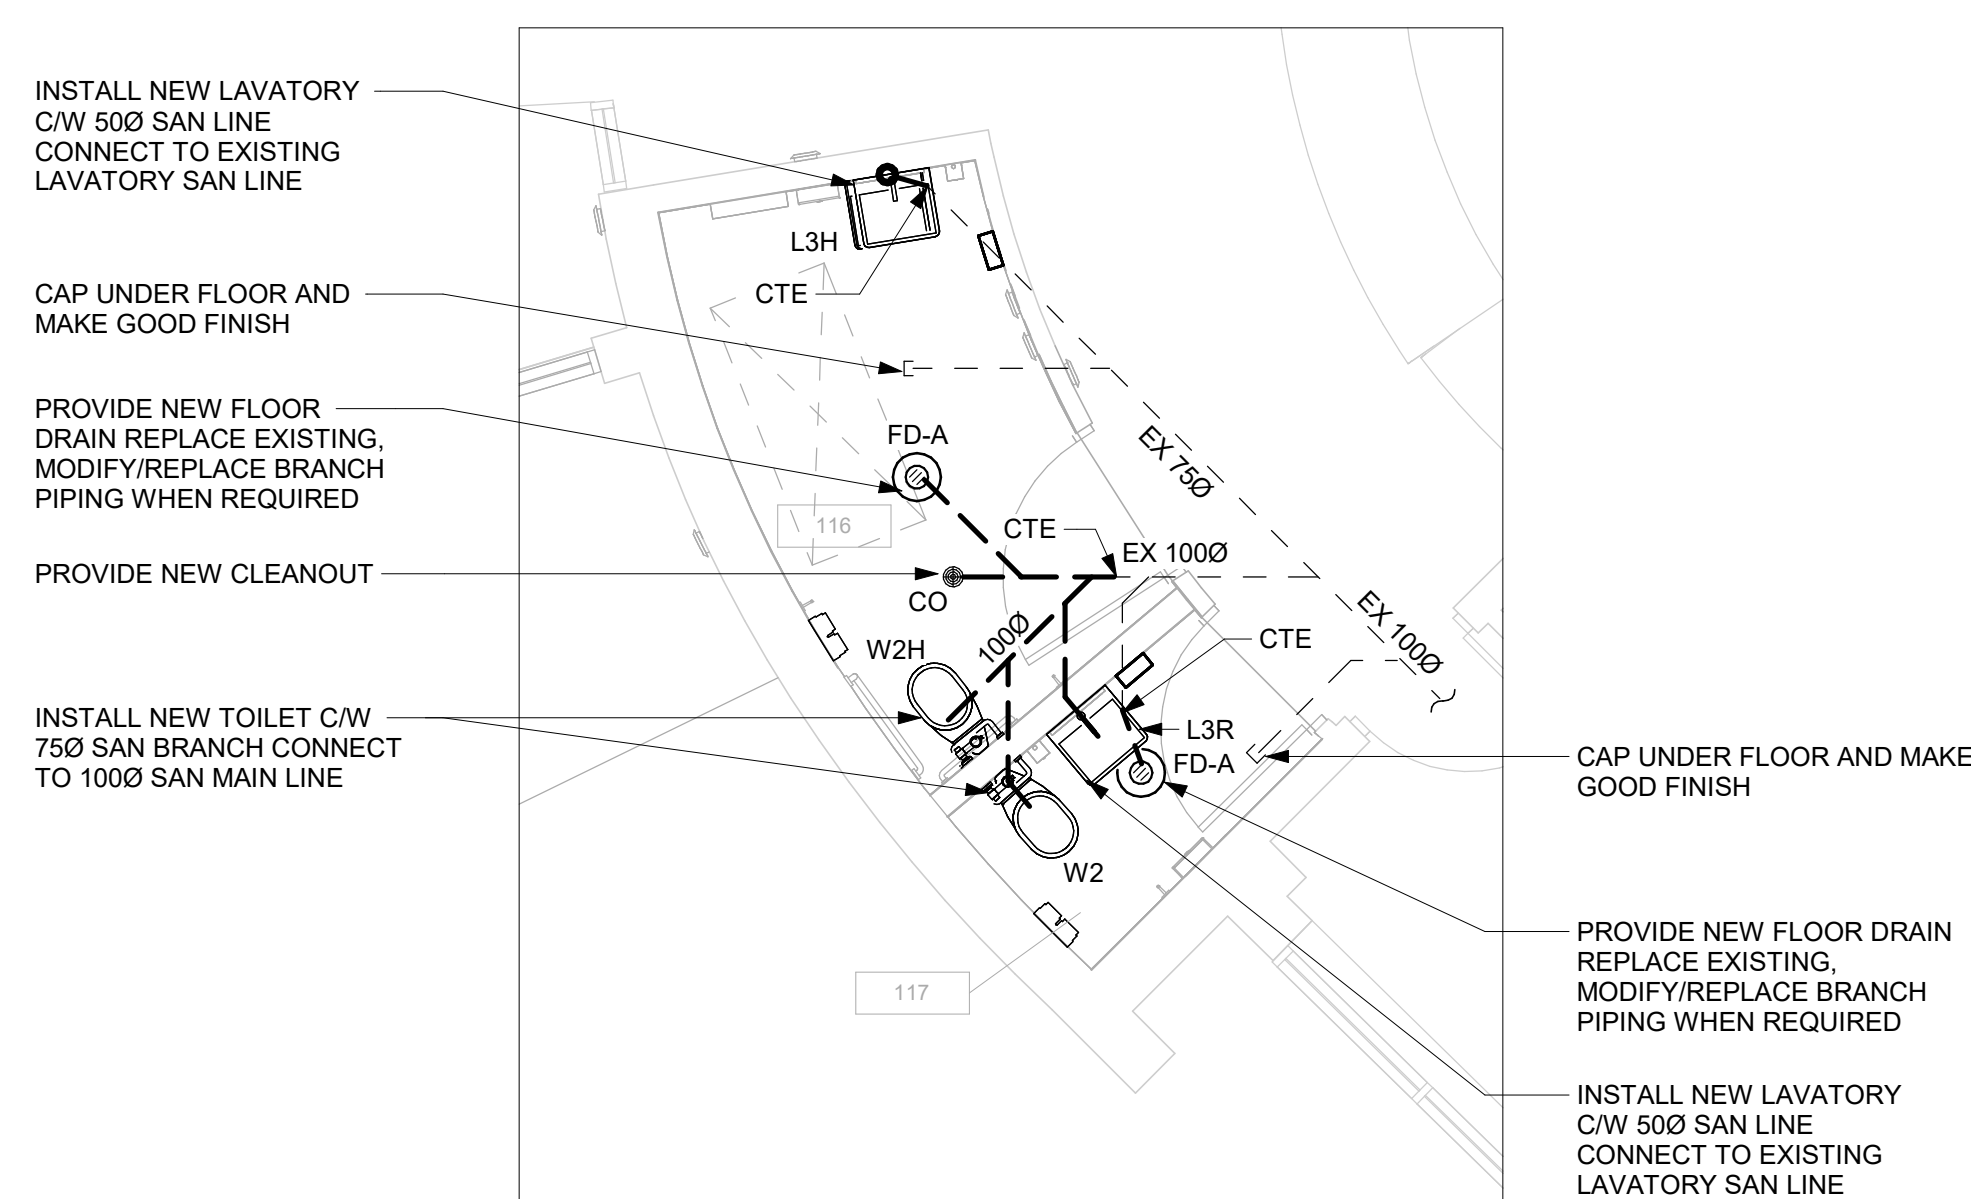 INSTALL NEW LAVATORY
C/W 50Ø SAN LINE
CONNECT TO EXISTING
LAVATORY SAN LINE
CAP UNDER FLOOR AND
MAKE GOOD FINISH
PROVIDE NEW FLOOR
DRAIN REPLACE EXISTING,
MODIFY/REPLACE BRANCH
PIPING WHEN REQUIRED
PROVIDE NEW CLEANOUT
INSTALL NEW TOILET C/W
75Ø SAN BRANCH CONNECT
TO 100Ø SAN MAIN LINE
L3H
CTE
FD-A
EX 75Ø
116
CTE
EX 100Ø
CO
100Ø
EX 100Ø
W2H
CTE
L3R
FD-A
W2
117
CAP UNDER FLOOR AND MAKE
GOOD FINISH
PROVIDE NEW FLOOR DRAIN
REPLACE EXISTING,
MODIFY/REPLACE BRANCH
PIPING WHEN REQUIRED
INSTALL NEW LAVATORY
C/W 50Ø SAN LINE
CONNECT TO EXISTING
LAVATORY SAN LINE